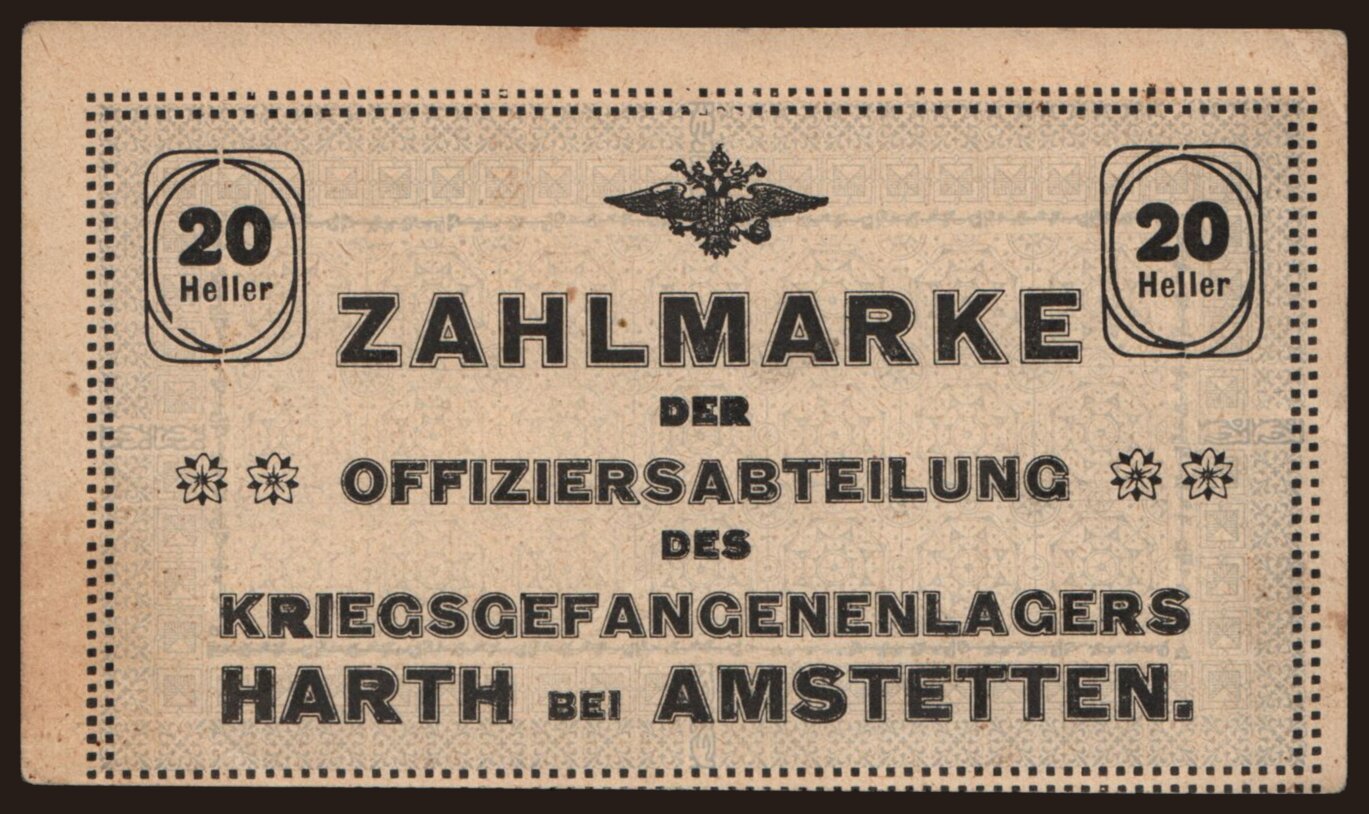 20
Heller
20
Heller
ZAHLMARKE
DER
OFFIZIERSABTEILUNG
DES
KRIEGSGEFANGENENLAGERS
HARTH BEI AMSTETTEN.